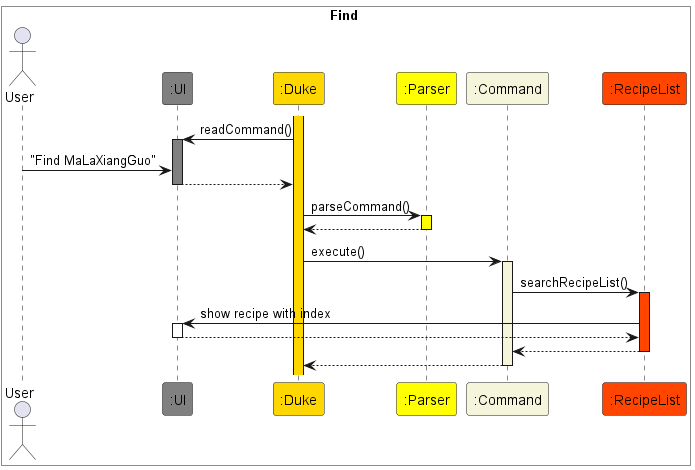 Find
User
:UI
:Duke
:Parser
:Command
:RecipeList
readCommand()
"Find MaLaXiangGuo"
parseCommand()
execute()
searchRecipeList()
show recipe with index
User
:UI
:Duke
:Parser
:Command
:RecipeList